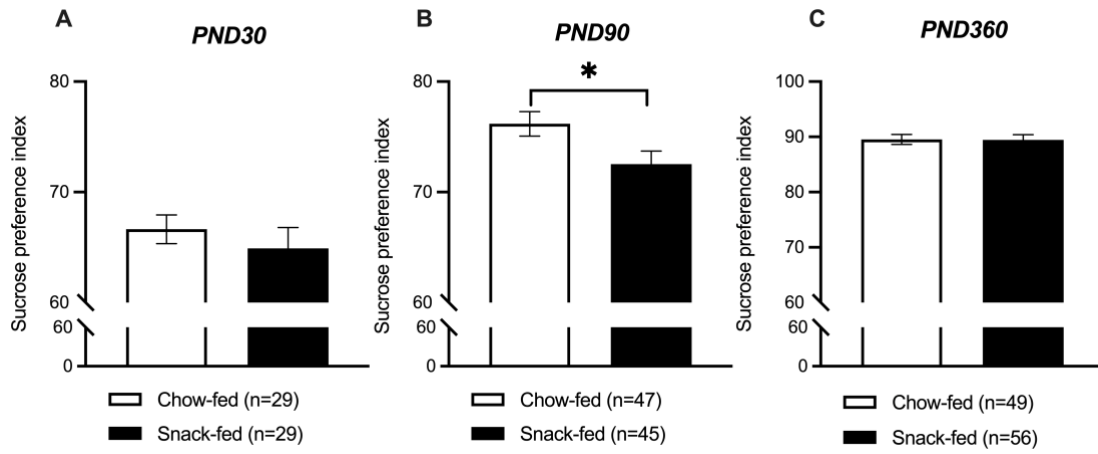 A
PND30
Sucrose preference index
80
70
60
60
0
Chow-fed (n=29)
Snack-fed (n=29)
B
PND90
*
Sucrose preference index
80
70
60
60
0
Chow-fed (n=47)
Snack-fed (n=45)
C
PND360
Sucrose preference index
100
90
80
70
60
60
0
Chow-fed (n=49)
Snack-fed (n=56)